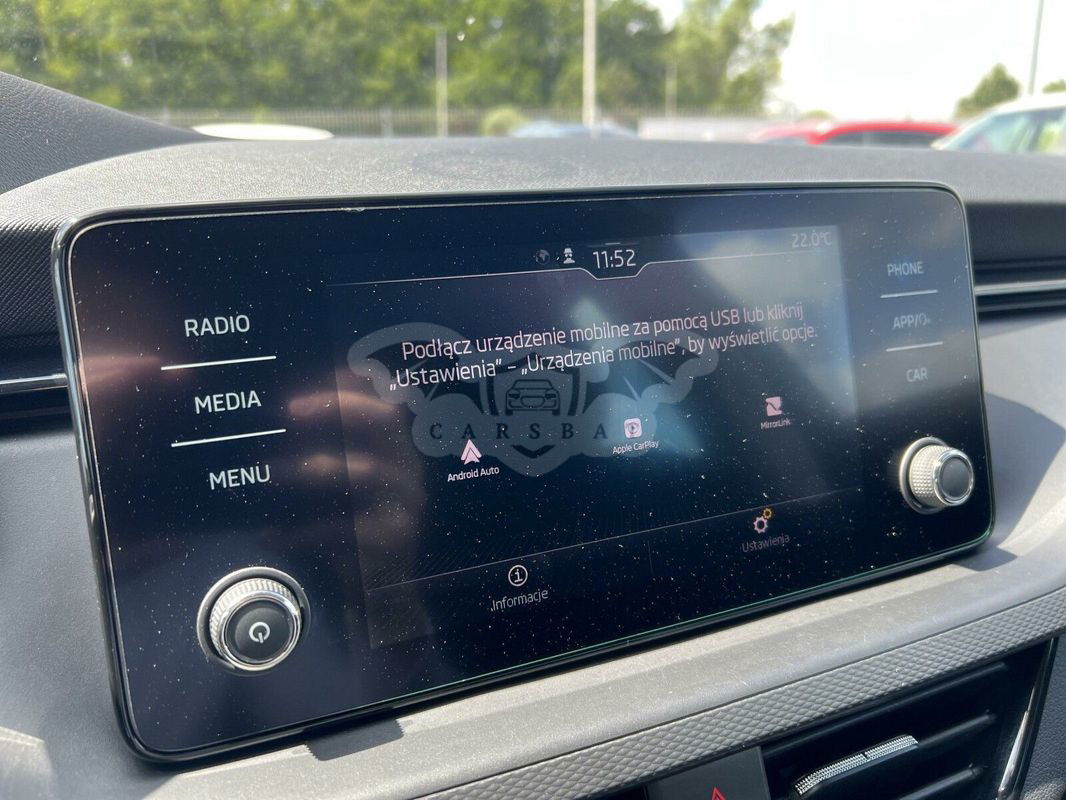 11:52
22.0°C
RADIO
MEDIA
MENU
Podłącz urządzenie mobilne za pomocą USB lub kliknij
„Ustawienia” – „Urządzenia mobilne”, by wyświetlić opcje.
CARSBA
Android Auto
Apple CarPlay
MirrorLink
Informacje
Ustawienia
PHONE
APP/
CAR